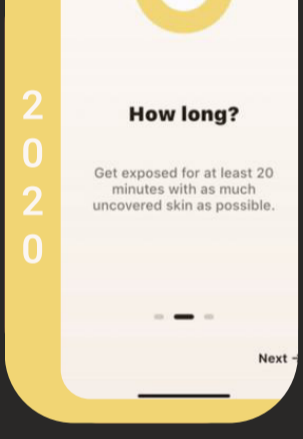 2
0
2
0
How long?
Get exposed for at least 20
minutes with as much
uncovered skin as possible.
Next